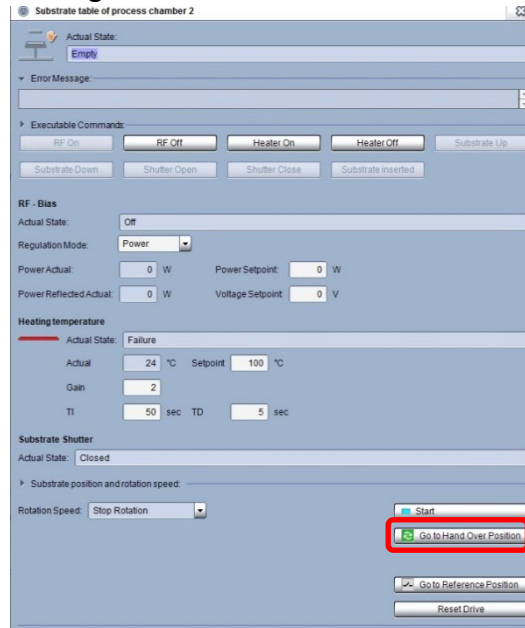 Substrate table of process chamber 2
Actual State:
Empty
Error Message:
Executable Commands:
RF On RF Off Heater On Heater Off Substrate Up
Substrate Down Shutter Open Shutter Close Substrate inserted
RF - Bias
Actual State: Off
Regulation Mode: Power
Power Actual: 0 W Power Setpoint: 0 W
Power Reflected Actual: 0 W Voltage Setpoint: 0 V
Heating temperature
Actual State: Failure
Actual 24 °C Setpoint 100 °C
Gain 2
TI 50 sec TD 5 sec
Substrate Shutter
Actual State: Closed
Substrate position and rotation speed:
Rotation Speed: Stop Rotation Start
Go to Hand Over Position
Go to Reference Position
Reset Drive